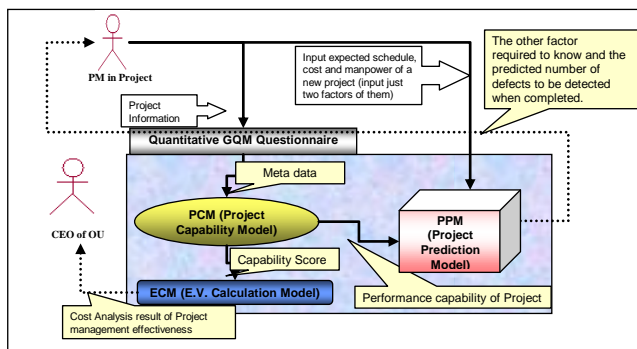 PM in Project
Input expected schedule,
cost and manpower of a
new project (input just
two factors of them)
The other factor
required to know and the
predicted number of
defects to be detected
when completed.
Project
Information
Quantitative GQM Questionnaire
Meta data
CEO of OU
PCM (Project
Capability Model)
PPM
(Project
Prediction
Model)
Capability Score
ECM (E.V. Calculation Model)
Performance capability of Project
Cost Analysis result of Project
management effectiveness